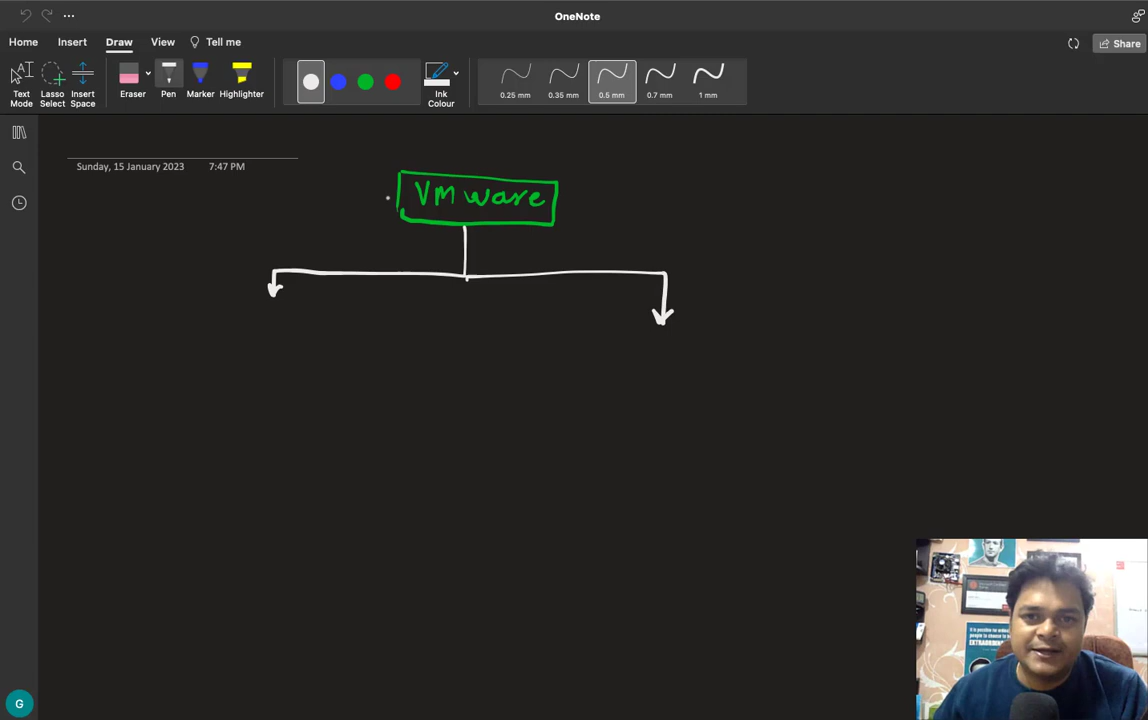 OneNote
Home Insert Draw View Tell me
Share
Text Mode
Lasso Select
Insert Space
Eraser
Pen
Marker
Highlighter
Ink Colour
0.25 mm
0.35 mm
0.5 mm
0.7 mm
1 mm
Sunday, 15 January 2023 7:47 PM
VM ware
G